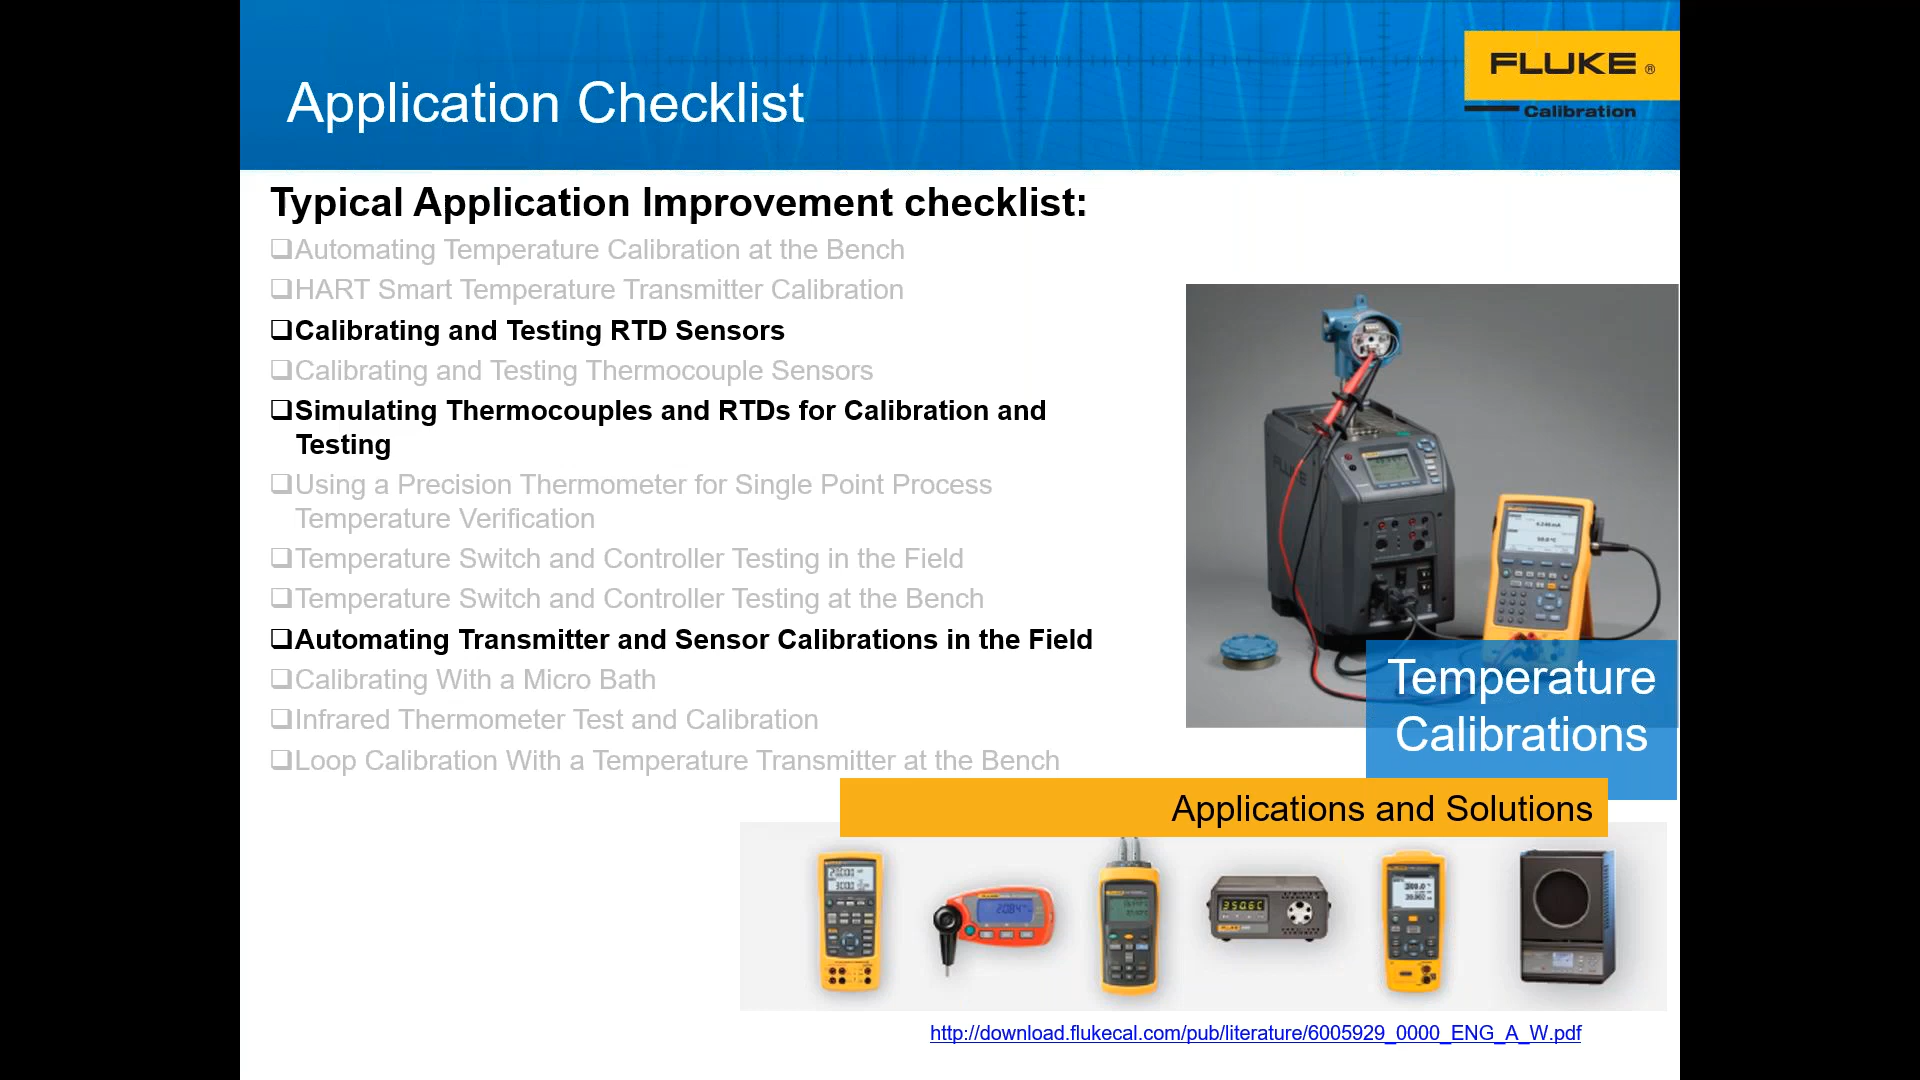 Application Checklist
FLUKE ®
Calibration
Typical Application Improvement checklist:
❑Automating Temperature Calibration at the Bench
❑HART Smart Temperature Transmitter Calibration
❑Calibrating and Testing RTD Sensors
❑Calibrating and Testing Thermocouple Sensors
❑Simulating Thermocouples and RTDs for Calibration and
Testing
❑Using a Precision Thermometer for Single Point Process
Temperature Verification
❑Temperature Switch and Controller Testing in the Field
❑Temperature Switch and Controller Testing at the Bench
❑Automating Transmitter and Sensor Calibrations in the Field
❑Calibrating With a Micro Bath
❑Infrared Thermometer Test and Calibration
❑Loop Calibration With a Temperature Transmitter at the Bench
FLUKE
Temperature
Calibrations
Applications and Solutions
350.6C
http://download.flukecal.com/pub/literature/6005929_0000_ENG_A_W.pdf